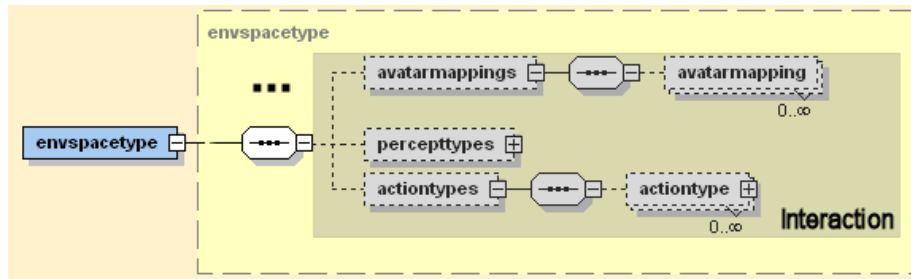 envspacetype
avatarmappings
avatarmapping
0..∞
envspacetype
percepttypes
actiontypes
actiontype
0..∞
Interaction